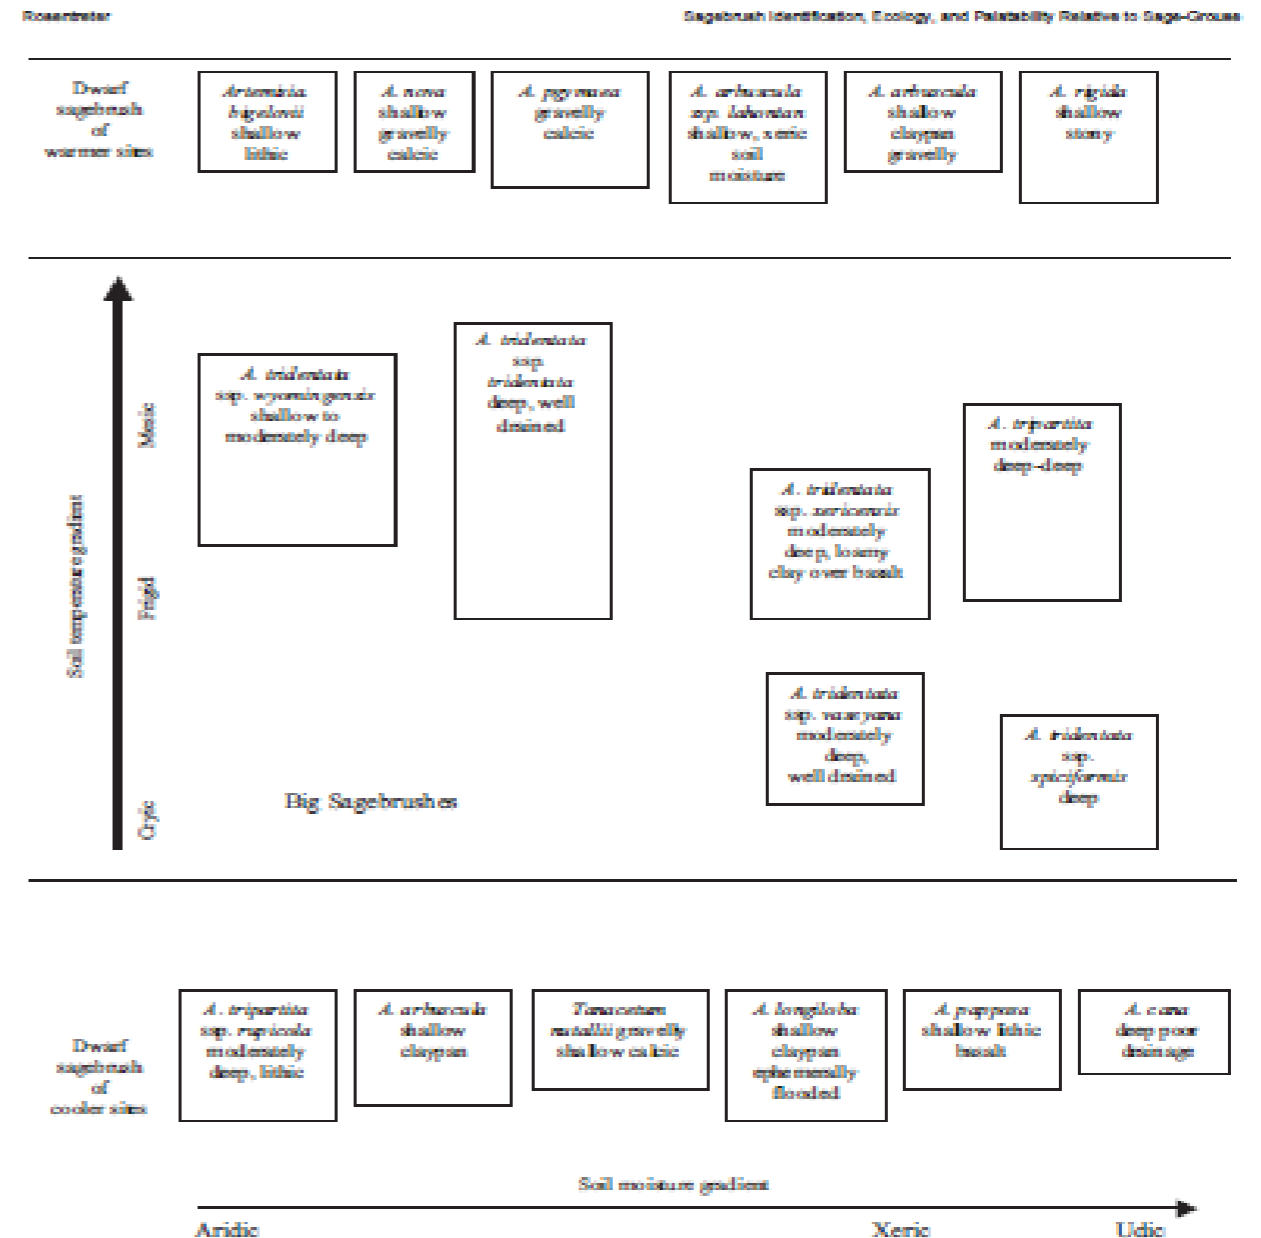 Rosentreter
Sagebrush Identification, Ecology, and Palatability Relative to Sage-Grouse
Dwarf
sagebrush
of
warmer sites
Artemisia
bigelovii
shallow
lithic
A. nova
shallow
gravelly
calcic
A. pgymaea
gravelly
calcic
A. arbuscula
ssp. lahontan
shallow, xeric
soil
moisture
A. arbuscula
shallow
claypan
gravelly
A. rigida
shallow
stony
Soil temperature gradient
Mesic
Frigid
Cryic
A. tridentata
ssp. wyomingensis
shallow to
moderately deep
A. tridentata
ssp.
tridentata
deep, well
drained
A. tridentata
ssp. xericensis
moderately
deep, loamy
clay over basalt
A. tripartita
moderately
deep-deep
A. tridentata
ssp. vaseyana
moderately
deep,
well drained
A. tridentata
ssp.
spiciformis
deep
Big Sagebrushes
Dwarf
sagebrush
of
cooler sites
A. tripartita
ssp. rupicola
moderately
deep, lithic
A. arbuscula
shallow
claypan
Tanacetum
nutallii gravelly
shallow calcic
A. longiloba
shallow
claypan
ephemerally
flooded
A. papposa
shallow lithic
basalt
A. cana
deep poor
drainage
Soil moisture gradient
Aridic
Xeric
Udic